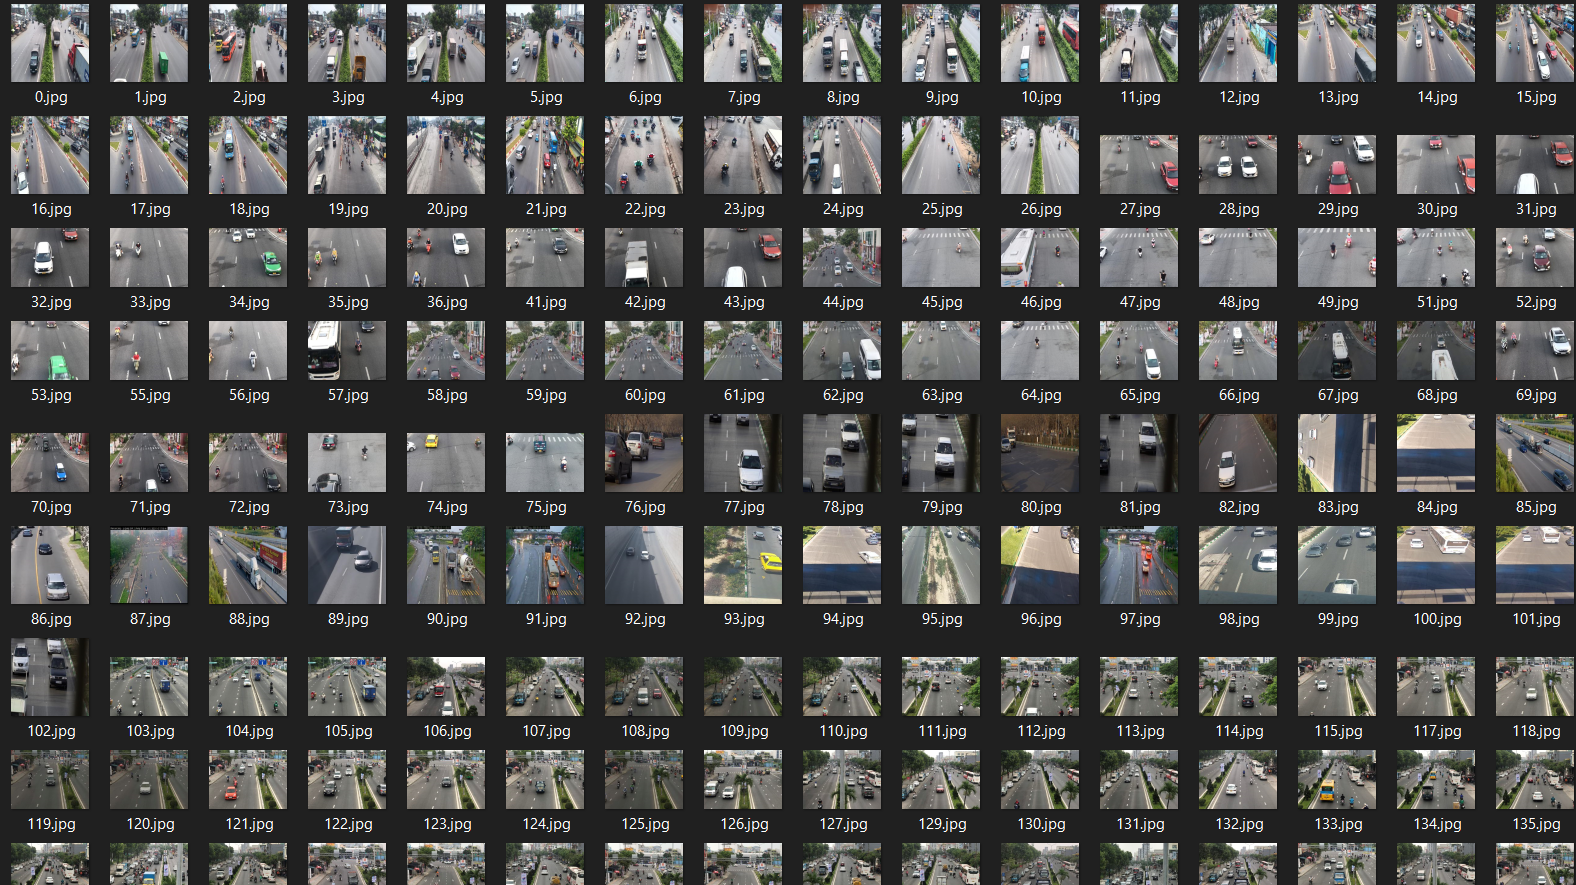 0.jpg 1.jpg 2.jpg 3.jpg 4.jpg 5.jpg 6.jpg 7.jpg 8.jpg 9.jpg 10.jpg 11.jpg 12.jpg 13.jpg 14.jpg 15.jpg
16.jpg 17.jpg 18.jpg 19.jpg 20.jpg 21.jpg 22.jpg 23.jpg 24.jpg 25.jpg 26.jpg 27.jpg 28.jpg 29.jpg 30.jpg 31.jpg
32.jpg 33.jpg 34.jpg 35.jpg 36.jpg 41.jpg 42.jpg 43.jpg 44.jpg 45.jpg 46.jpg 47.jpg 48.jpg 49.jpg 51.jpg 52.jpg
53.jpg 55.jpg 56.jpg 57.jpg 58.jpg 59.jpg 60.jpg 61.jpg 62.jpg 63.jpg 64.jpg 65.jpg 66.jpg 67.jpg 68.jpg 69.jpg
70.jpg 71.jpg 72.jpg 73.jpg 74.jpg 75.jpg 76.jpg 77.jpg 78.jpg 79.jpg 80.jpg 81.jpg 82.jpg 83.jpg 84.jpg 85.jpg
86.jpg 87.jpg 88.jpg 89.jpg 90.jpg 91.jpg 92.jpg 93.jpg 94.jpg 95.jpg 96.jpg 97.jpg 98.jpg 99.jpg 100.jpg 101.jpg
102.jpg 103.jpg 104.jpg 105.jpg 106.jpg 107.jpg 108.jpg 109.jpg 110.jpg 111.jpg 112.jpg 113.jpg 114.jpg 115.jpg 117.jpg 118.jpg
119.jpg 120.jpg 121.jpg 122.jpg 123.jpg 124.jpg 125.jpg 126.jpg 127.jpg 129.jpg 130.jpg 131.jpg 132.jpg 133.jpg 134.jpg 135.jpg